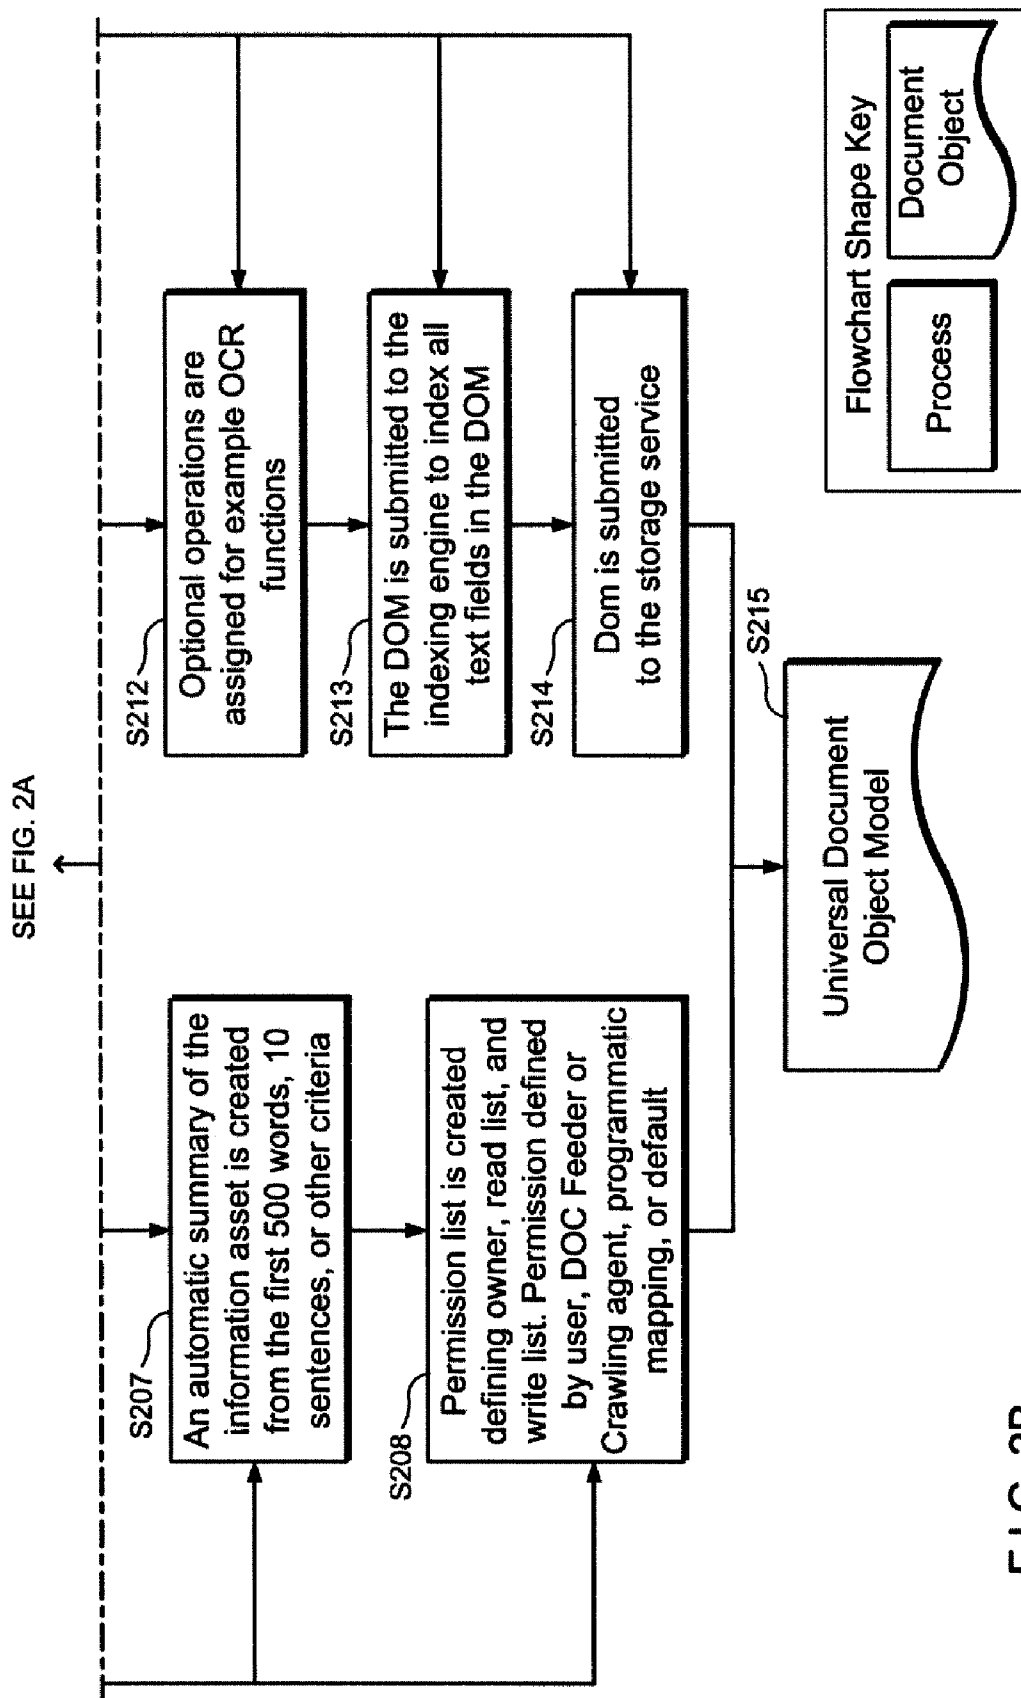 SEE FIG. 2A
S207
An automatic summary of the
information asset is created
from the first 500 words, 10
sentences, or other criteria
S208
Permission list is created
defining owner, read list, and
write list. Permission defined
by user, DOC Feeder or
Crawling agent, programmatic
mapping, or default
S212
Optional operations are
assigned for example OCR
functions
S213
The DOM is submitted to the
indexing engine to index all
text fields in the DOM
S214
Dom is submitted
to the storage service
S215
Universal Document
Object Model
Flowchart Shape Key
Process
Document
Object
FIG. 2B